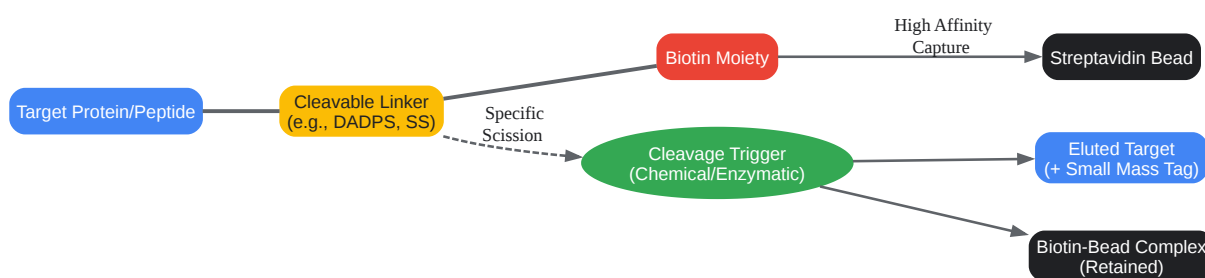 Target Protein/Peptide
Cleavable Linker
(e.g., DADPS, SS)
Biotin Moiety
High Affinity
Capture
Streptavidin Bead
Specific
Scission
Cleavage Trigger
(Chemical/Enzymatic)
Eluted Target
(+ Small Mass Tag)
Biotin-Bead Complex
(Retained)